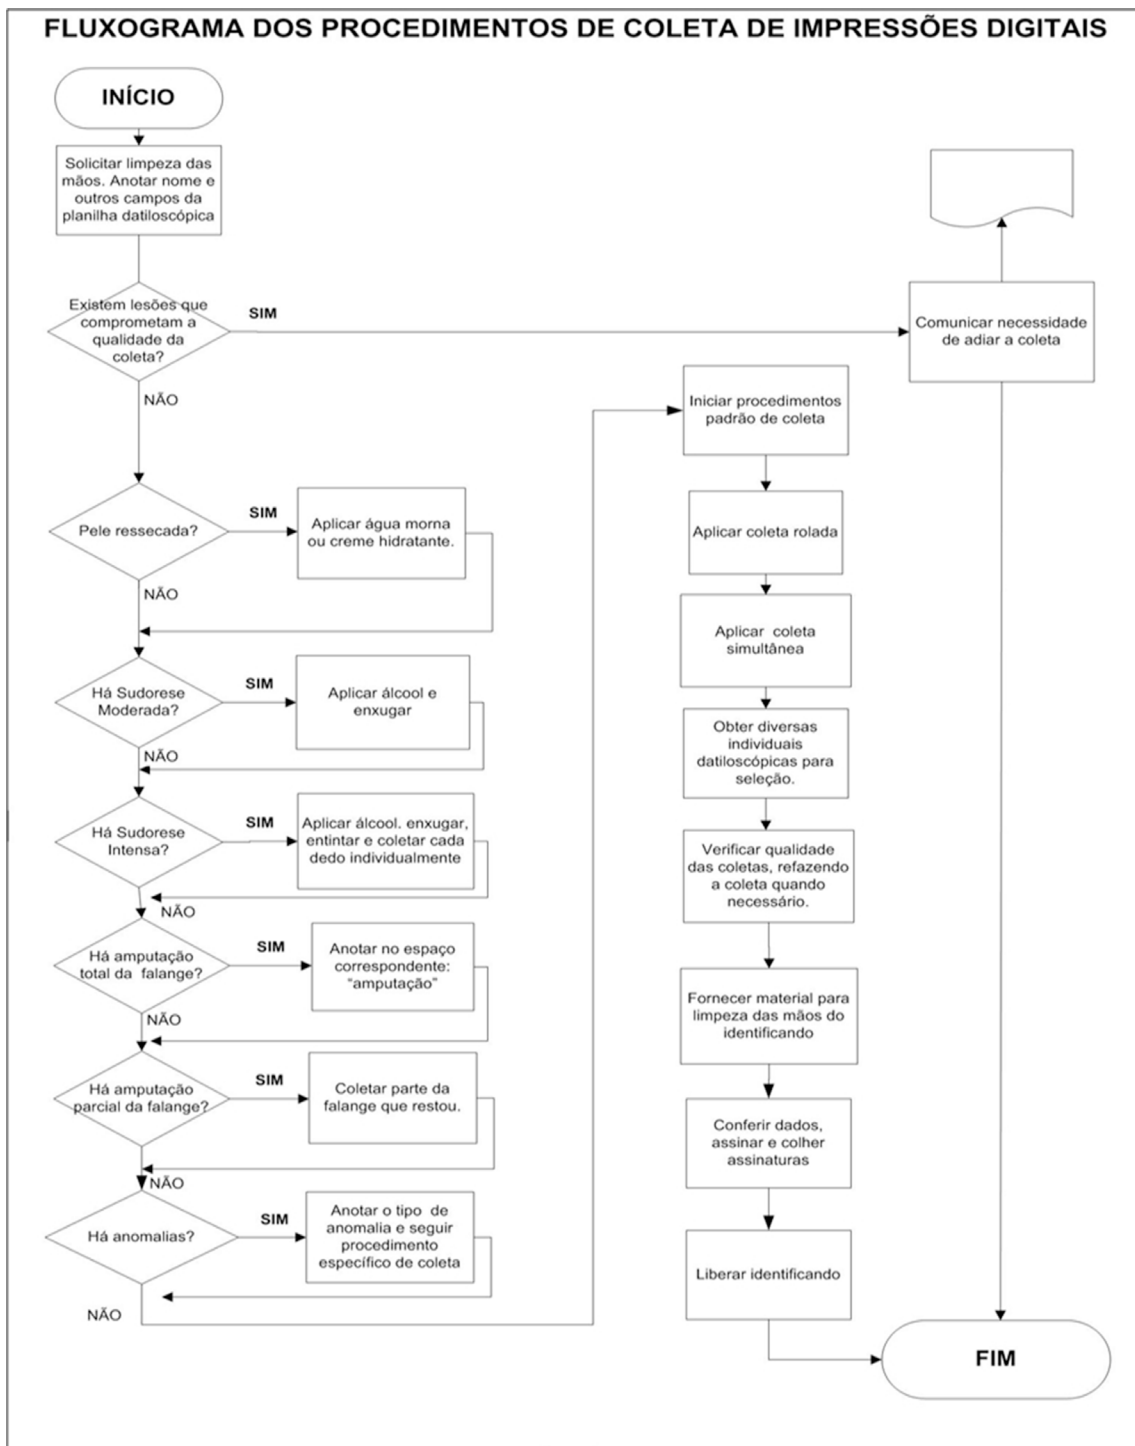 FLUXOGRAMA DOS PROCEDIMENTOS DE COLETA DE IMPRESSÕES DIGITAIS
INÍCIO
Solicitar limpeza das
mãos. Anotar nome e
outros campos da
planilha datiloscópica
Existem lesões que
comprometam a
qualidade da
coleta?
SIM
Comunicar necessidade
de adiar a coleta
NÃO
Pele ressecada?
SIM
Aplicar água morna
ou creme hidratante.
NÃO
Há Sudorese
Moderada?
SIM
Aplicar álcool e
enxugar
NÃO
Há Sudorese
Intensa?
SIM
Aplicar álcool. enxugar,
entintar e coletar cada
dedo individualmente
NÃO
Há amputação
total da falange?
SIM
Anotar no espaço
correspondente:
“amputação”
NÃO
Há amputação
parcial da falange?
SIM
Coletar parte da
falange que restou.
NÃO
Há anomalias?
SIM
Anotar o tipo de
anomalia e seguir
procedimento
específico de coleta
NÃO
Iniciar procedimentos
padrão de coleta
Aplicar coleta rolada
Aplicar coleta
simultânea
Obter diversas
individuais
datiloscópicas para
seleção.
Verificar qualidade
das coletas, refazendo
a coleta quando
necessário.
Fornecer material para
limpeza das mãos do
identificando
Conferir dados,
assinar e colher
assinaturas
Liberar identificando
FIM